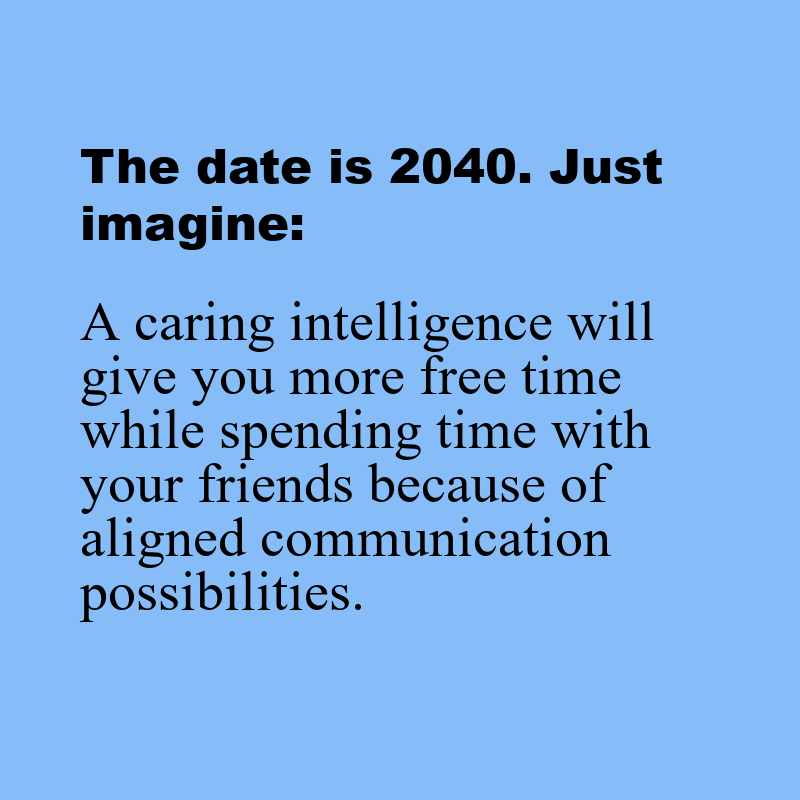 The date is 2040. Just
imagine:
A caring intelligence will
give you more free time
while spending time with
your friends because of
aligned communication
possibilities.